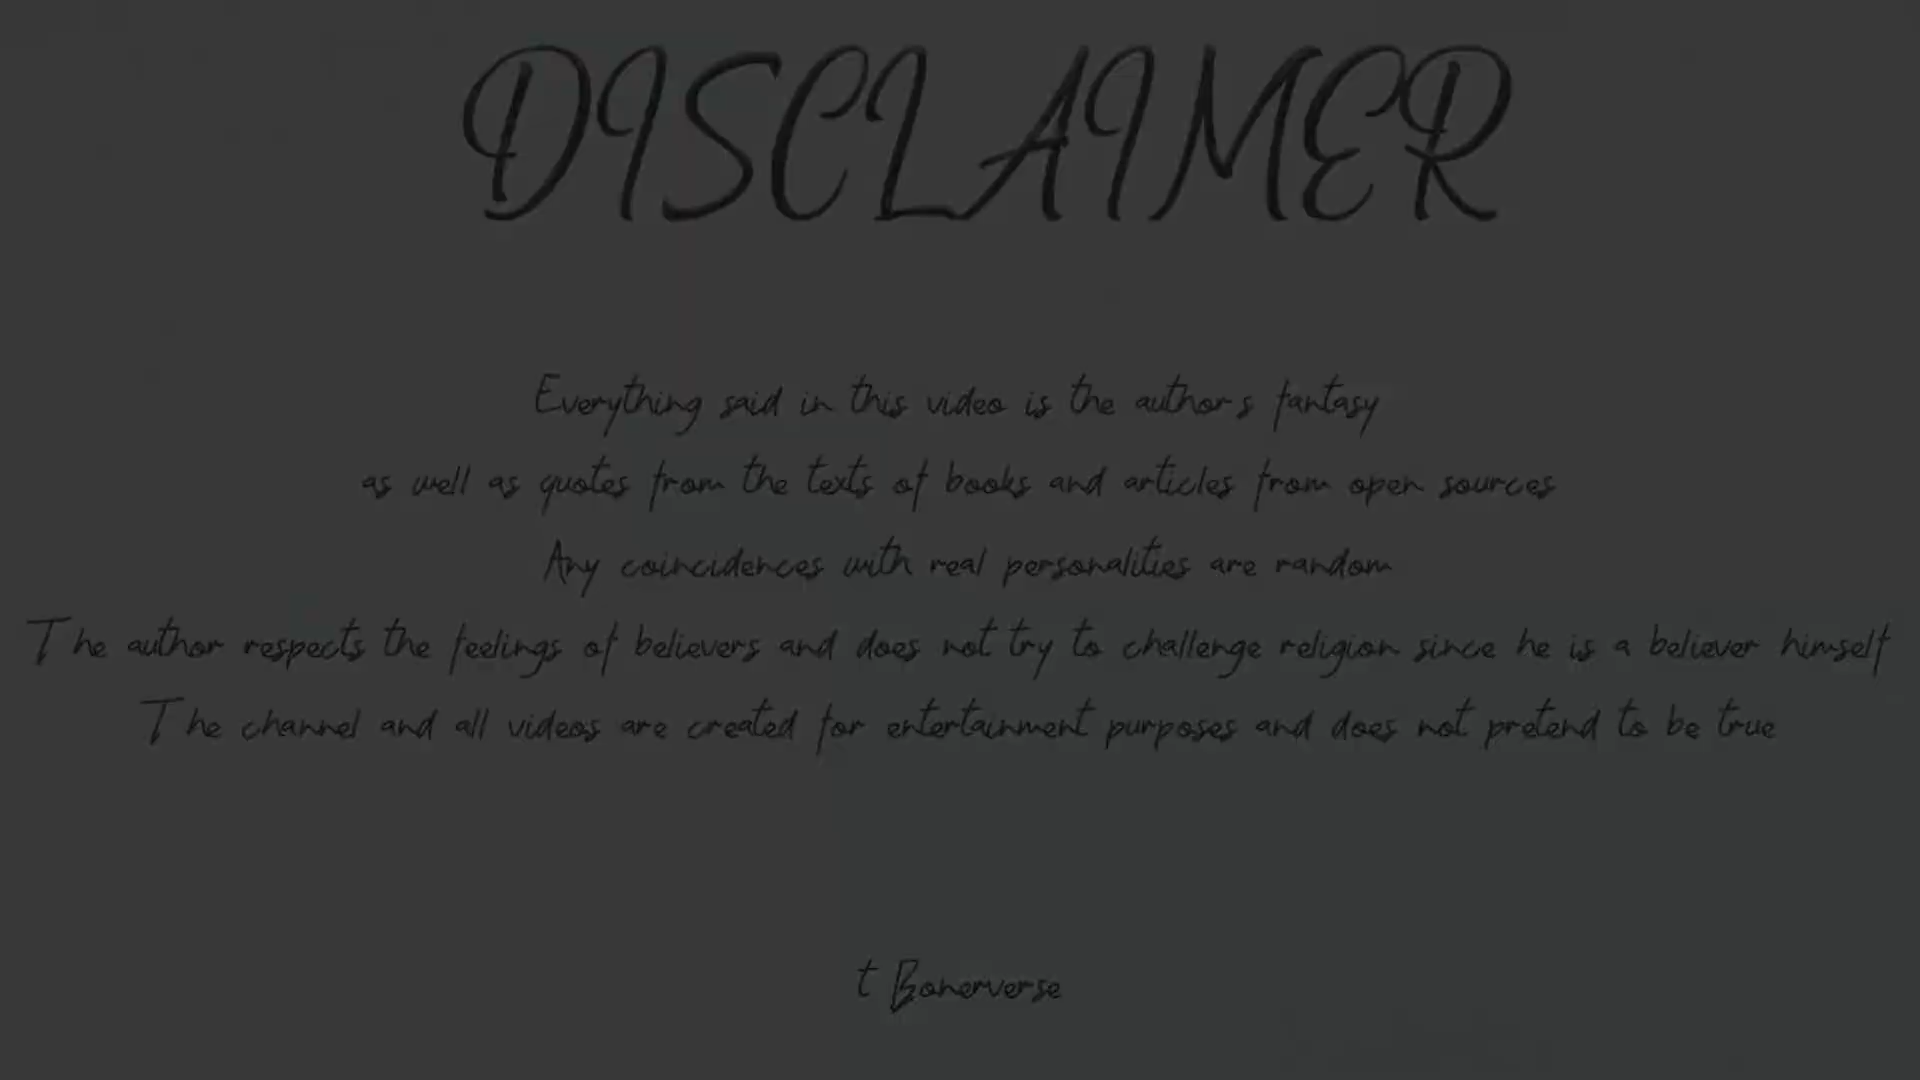 DISCLAIMER
Everything said in this video is the author's fantasy
as well as quotes from the texts of books and articles from open sources
Any coincidences with real personalities are random
The author respects the feelings of believers and does not try to challenge religion since he is a believer himself
The channel and all videos are created for entertainment purposes and does not pretend to be true
t Bonerverse